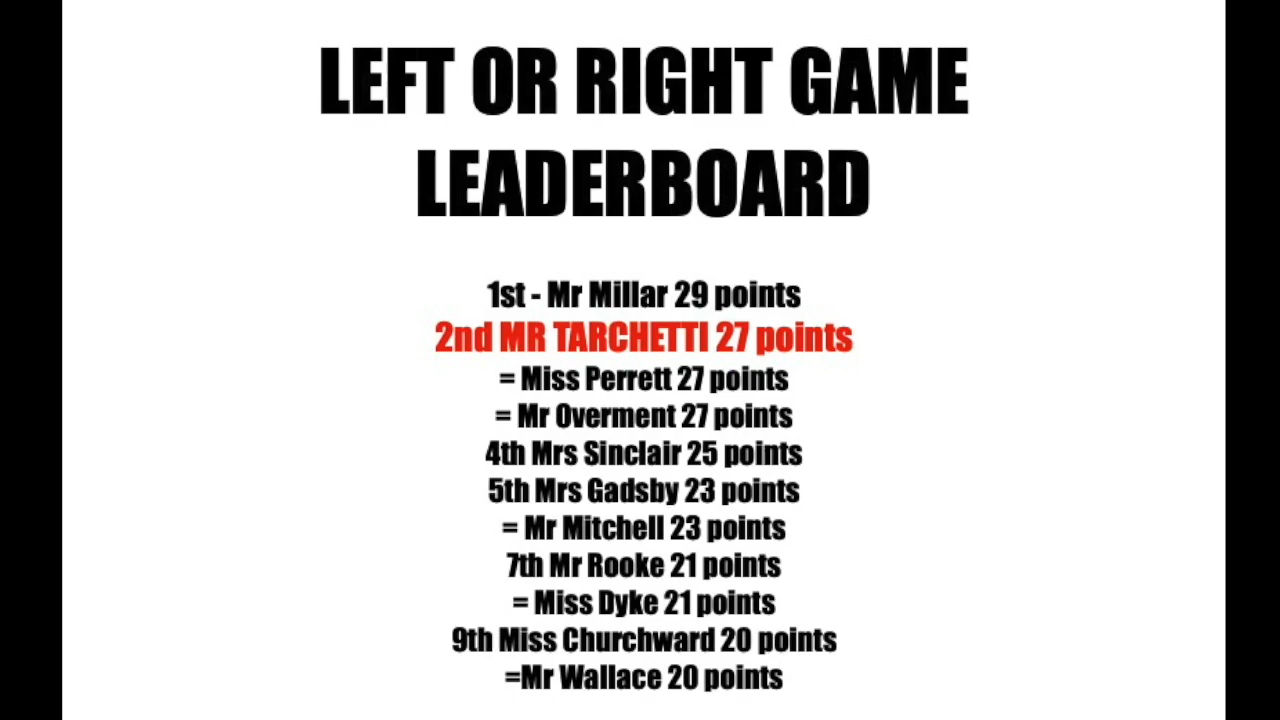 LEFT OR RIGHT GAME
LEADERBOARD
1st - Mr Millar 29 points
2nd MR TARCHETTI 27 points
= Miss Perrett 27 points
= Mr Overment 27 points
4th Mrs Sinclair 25 points
5th Mrs Gadsby 23 points
= Mr Mitchell 23 points
7th Mr Rooke 21 points
= Miss Dyke 21 points
9th Miss Churchward 20 points
=Mr Wallace 20 points